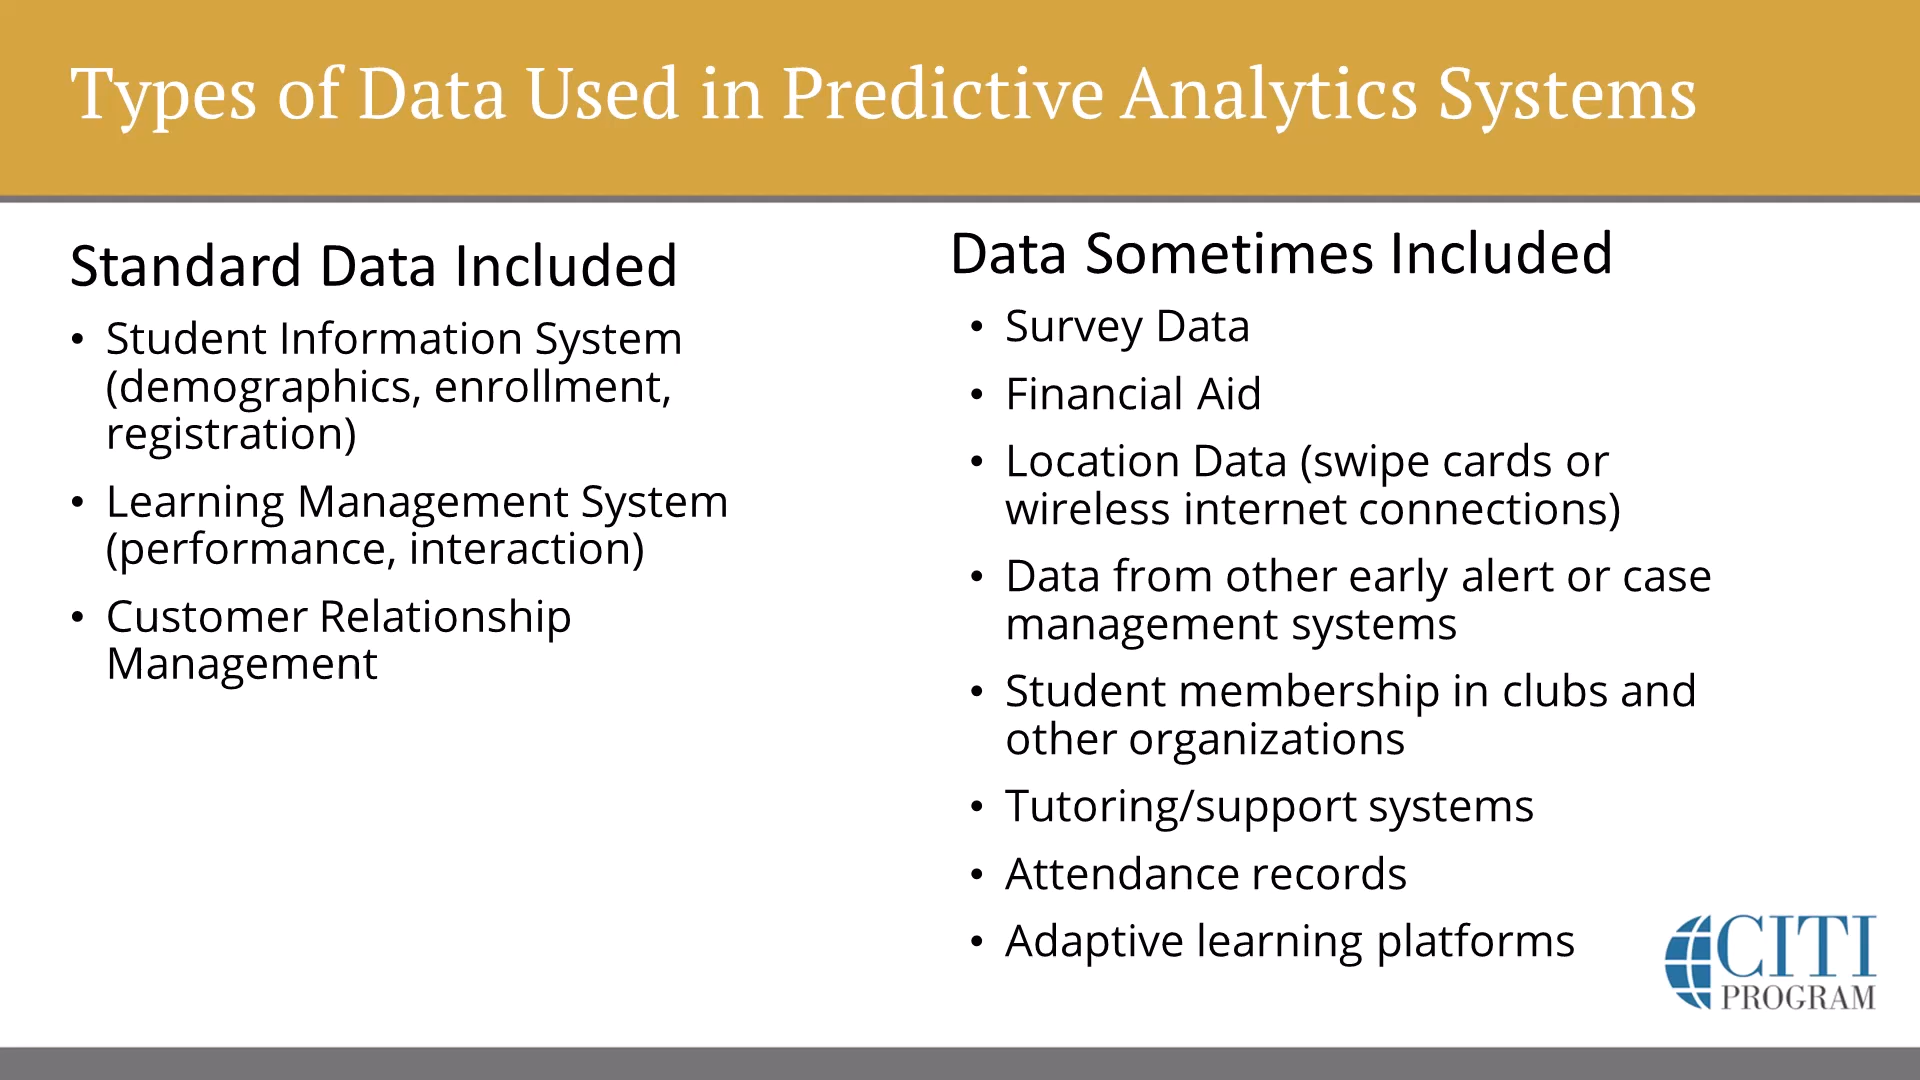 Types of Data Used in Predictive Analytics Systems
Standard Data Included
• Student Information System
(demographics, enrollment,
registration)
• Learning Management System
(performance, interaction)
• Customer Relationship
Management
Data Sometimes Included
• Survey Data
• Financial Aid
• Location Data (swipe cards or
wireless internet connections)
• Data from other early alert or case
management systems
• Student membership in clubs and
other organizations
• Tutoring/support systems
• Attendance records
• Adaptive learning platforms
CITI
PROGRAM